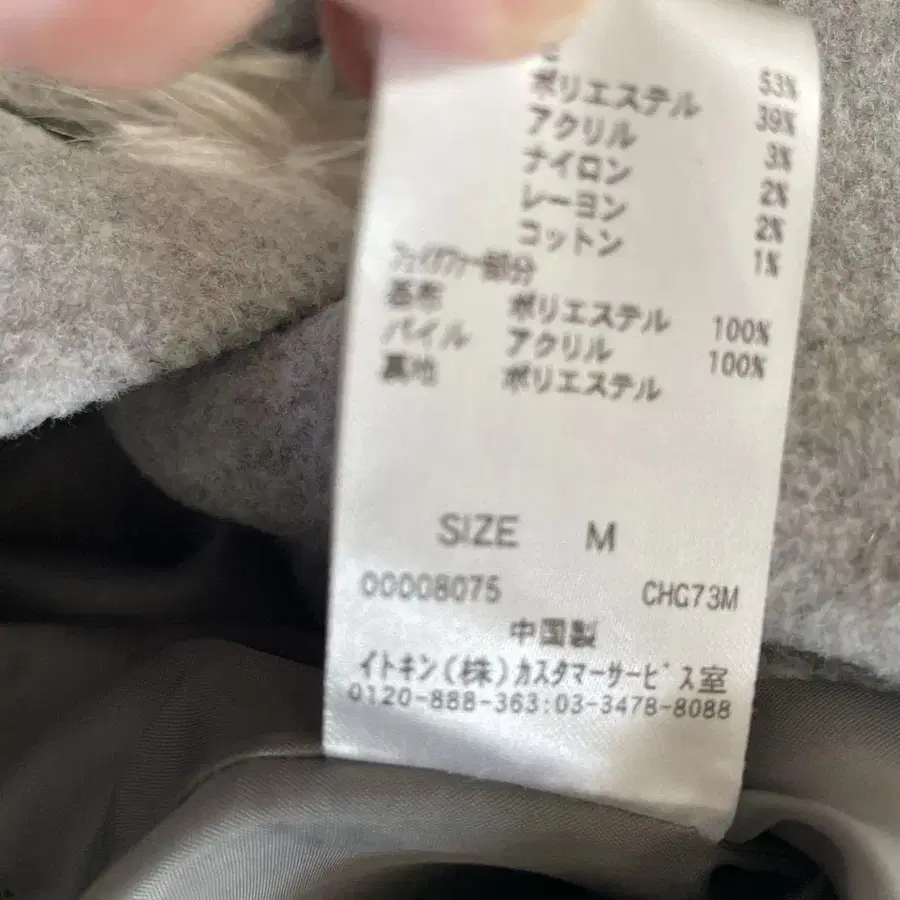 53%
ポリエステル 39%
アクリル 3%
ナイロン 2%
レーヨン 2%
コットン 1%
フェイクファー部分
基布 ポリエステル 100%
パイル アクリル 100%
裏地 ポリエステル
SIZE M
00008075 CHG73M
中国製
イトキン(株)カスタマーサービス室
0120-888-363:03-3478-8088